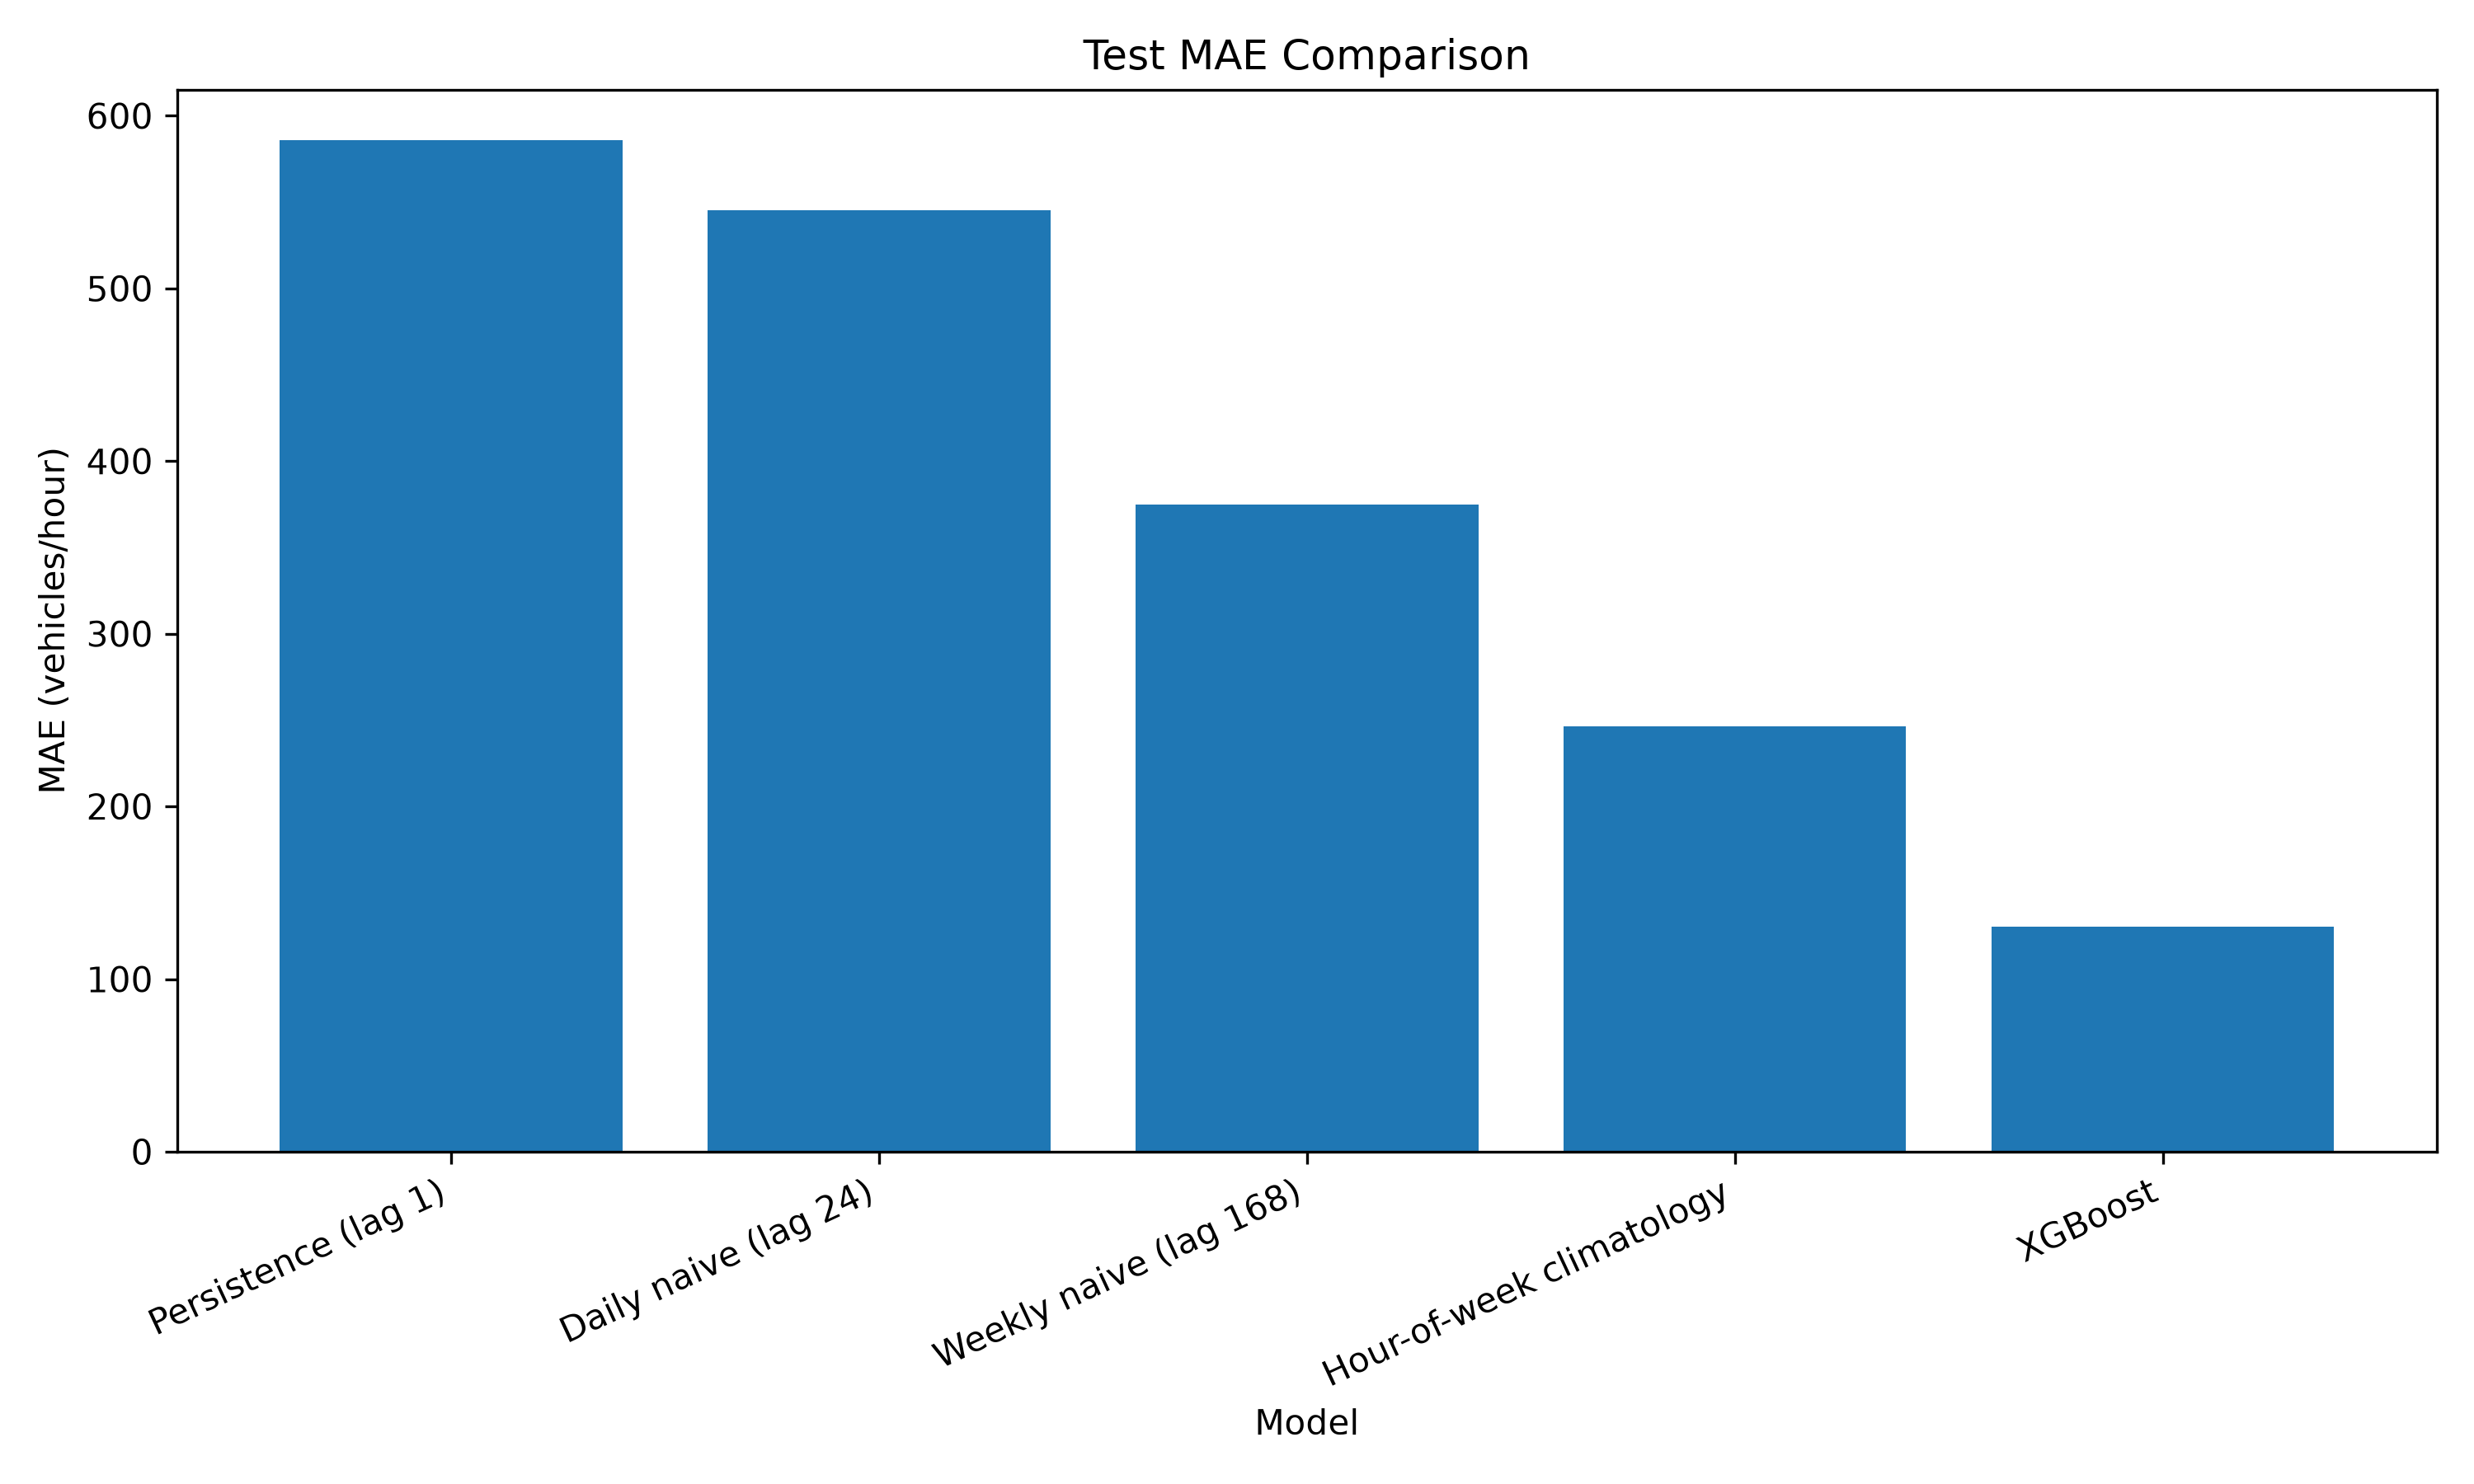 Test MAE Comparison
MAE (vehicles/hour)
600
500
400
300
200
100
0
Persistence (lag 1)
Daily naive (lag 24)
Weekly naive (lag 168)
Hour-of-week climatology
XGBoost
Model